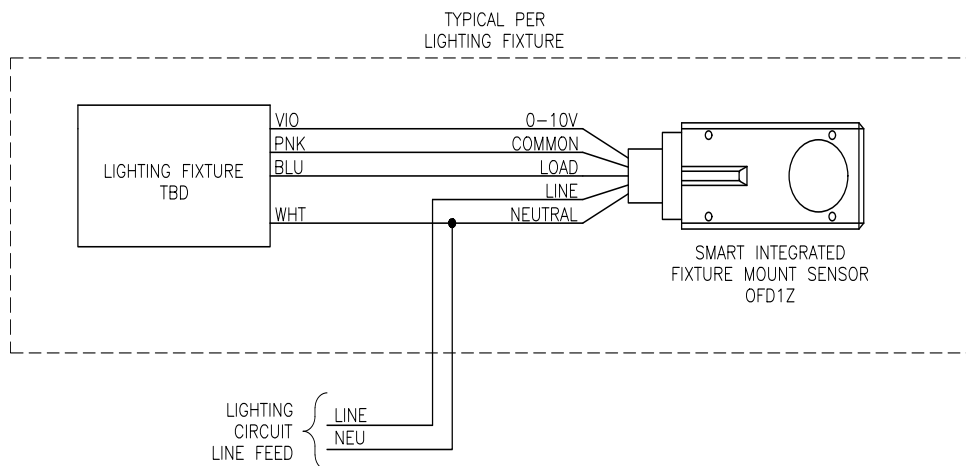 TYPICAL PER
LIGHTING FIXTURE
VIO 0-10V
PNK COMMON
BLU LOAD
LIGHTING FIXTURE
TBD
LINE
WHT NEUTRAL
SMART INTEGRATED
FIXTURE MOUNT SENSOR
OFD1Z
LIGHTING
CIRCUIT
LINE FEED
LINE
NEU